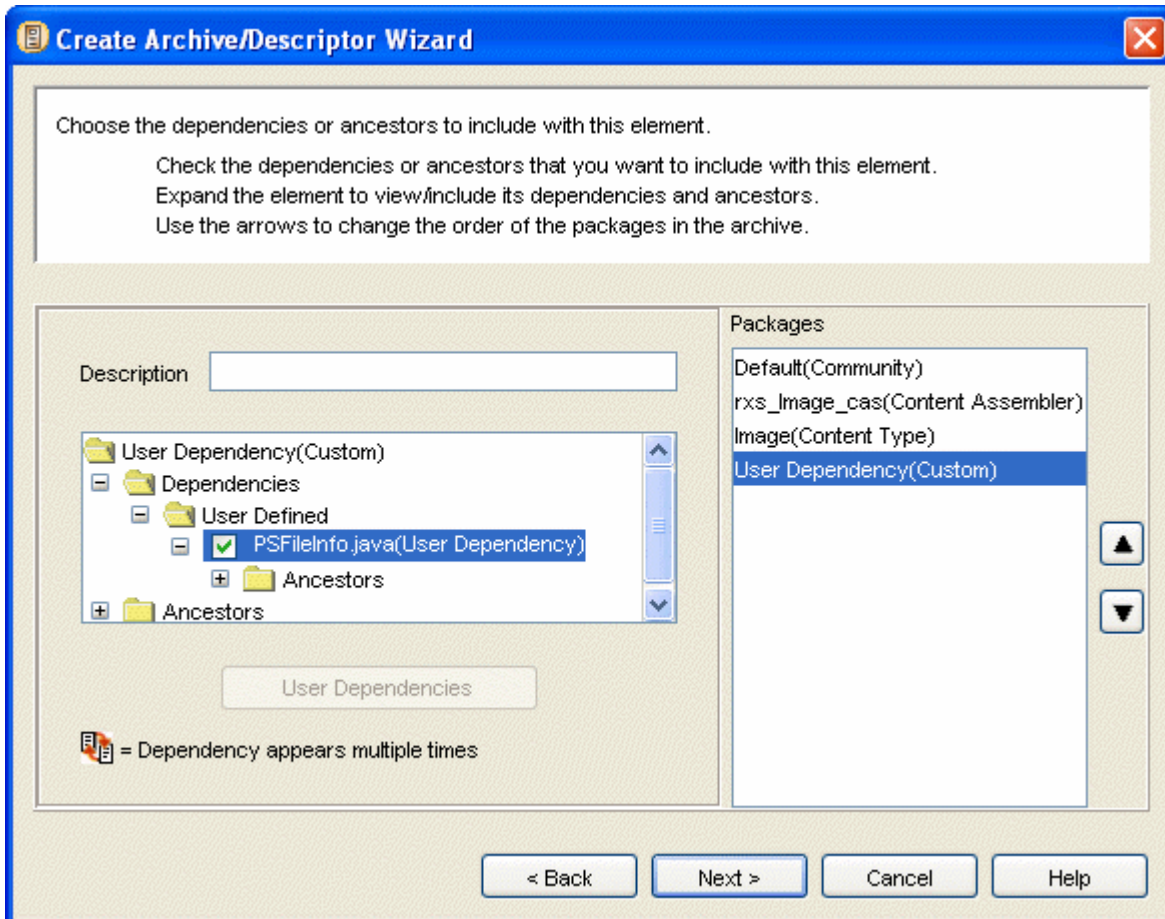 Create Archive/Descriptor Wizard
Choose the dependencies or ancestors to include with this element.
Check the dependencies or ancestors that you want to include with this element.
Expand the element to view/include its dependencies and ancestors.
Use the arrows to change the order of the packages in the archive.
Description
User Dependency(Custom)
Dependencies
User Defined
PSFileInfo.java(User Dependency)
Ancestors
Ancestors
User Dependencies
= Dependency appears multiple times
Packages
Default(Community)
rxs_Image_cas(Content Assembler)
Image(Content Type)
User Dependency(Custom)
< Back
Next >
Cancel
Help